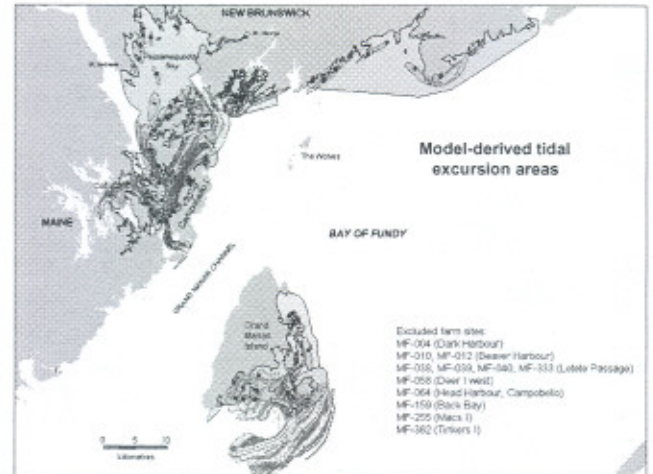 NEW BRUNSWICK
Bay
The Wolves
Model-derived tidal
excursion areas
MAINE
BAY OF FUNDY
GRAND MANAN CHANNEL
Grand
Manan
Island
Excluded farm sites:
MF-004 (Dark Harbour)
MF-010, MF-012 (Beaver Harbour)
MF-038, MF-039, MF-040, MF-333 (Letete Passage)
MF-058 (Deer I west)
MF-064 (Head Harbour, Campobello)
MF-159 (Back Bay)
MF-255 (Macs I)
MF-362 (Tinkers I)
0 5 10
Kilometres